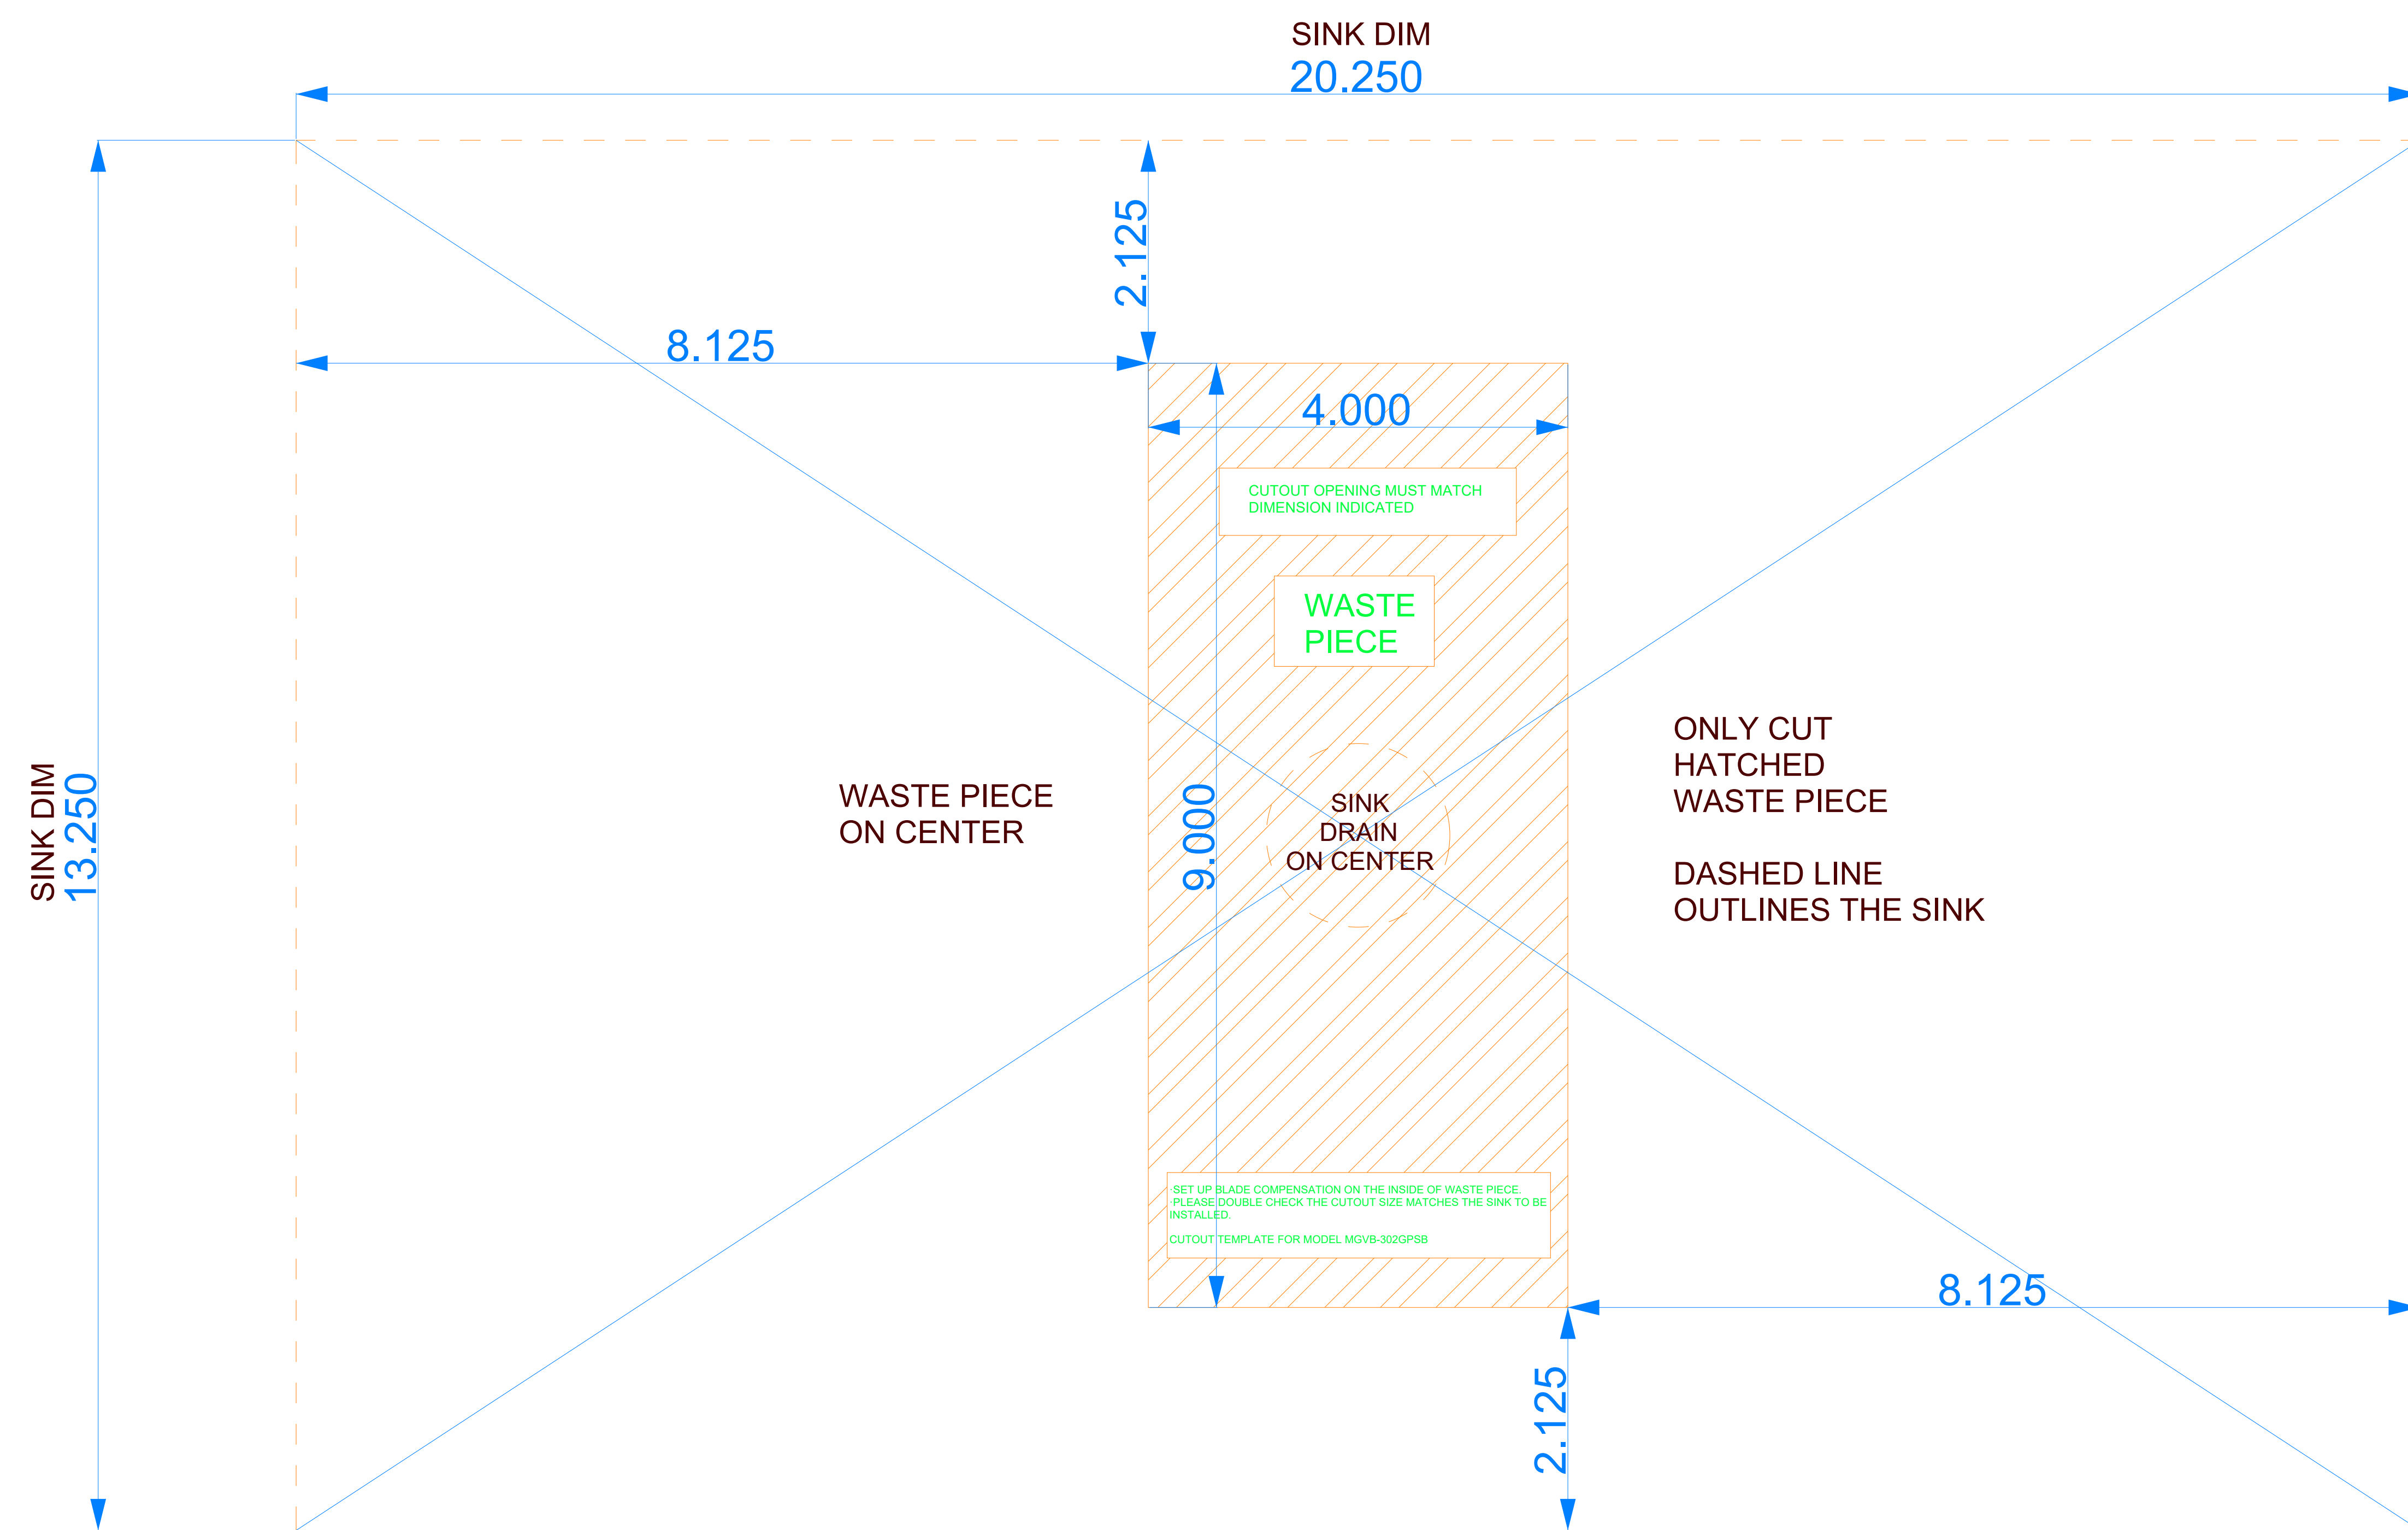 SINK DIM
20.250
2.125
8.125
4.000
CUTOUT OPENING MUST MATCH
DIMENSION INDICATED
WASTE
PIECE
SINK DIM
13.250
WASTE PIECE
ON CENTER
9.000
SINK
DRAIN
ON CENTER
ONLY CUT
HATCHED
WASTE PIECE
DASHED LINE
OUTLINES THE SINK
·SET UP BLADE COMPENSATION ON THE INSIDE OF WASTE PIECE.
·PLEASE DOUBLE CHECK THE CUTOUT SIZE MATCHES THE SINK TO BE
INSTALLED.
CUTOUT TEMPLATE FOR MODEL MGVB-302GPSB
8.125
2.125